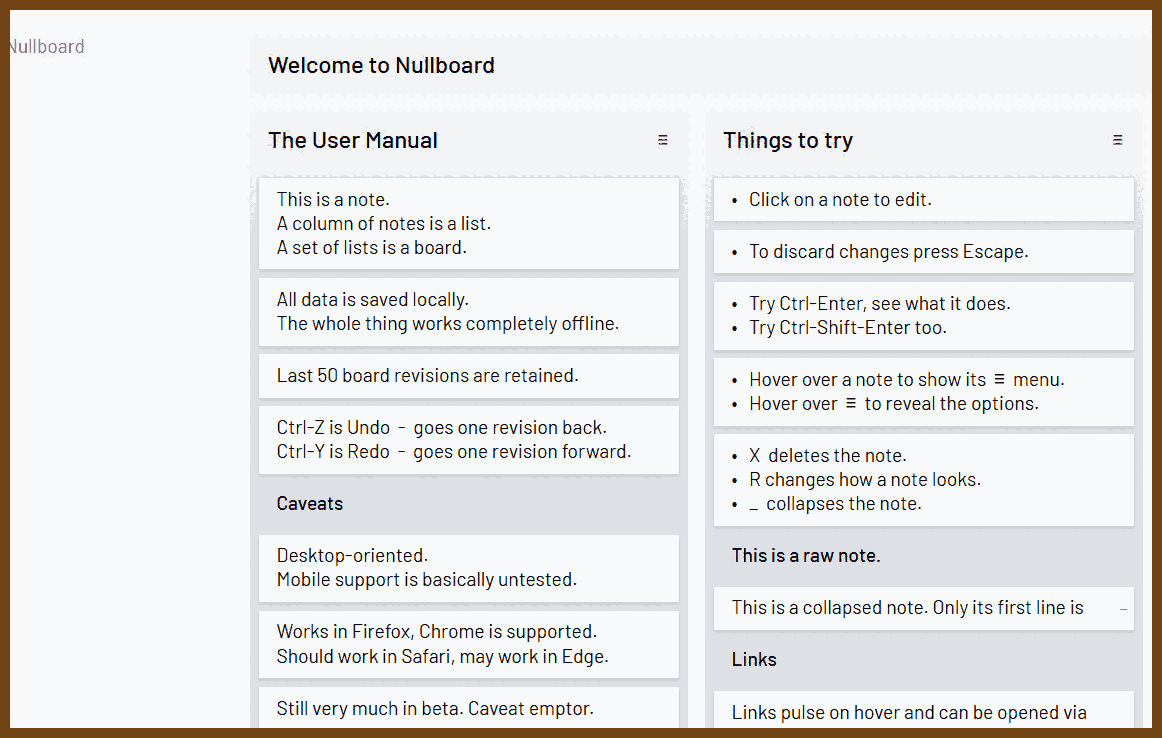 Nullboard
Welcome to Nullboard
The User Manual
This is a note.
A column of notes is a list.
A set of lists is a board.
All data is saved locally.
The whole thing works completely offline.
Last 50 board revisions are retained.
Ctrl-Z is Undo - goes one revision back.
Ctrl-Y is Redo - goes one revision forward.
Caveats
Desktop-oriented.
Mobile support is basically untested.
Works in Firefox, Chrome is supported.
Should work in Safari, may work in Edge.
Still very much in beta. Caveat emptor.
Things to try
• Click on a note to edit.
• To discard changes press Escape.
• Try Ctrl-Enter, see what it does.
• Try Ctrl-Shift-Enter too.
• Hover over a note to show its ≡ menu.
• Hover over ≡ to reveal the options.
• X deletes the note.
• R changes how a note looks.
• _ collapses the note.
This is a raw note.
This is a collapsed note. Only its first line is
Links
Links pulse on hover and can be opened via